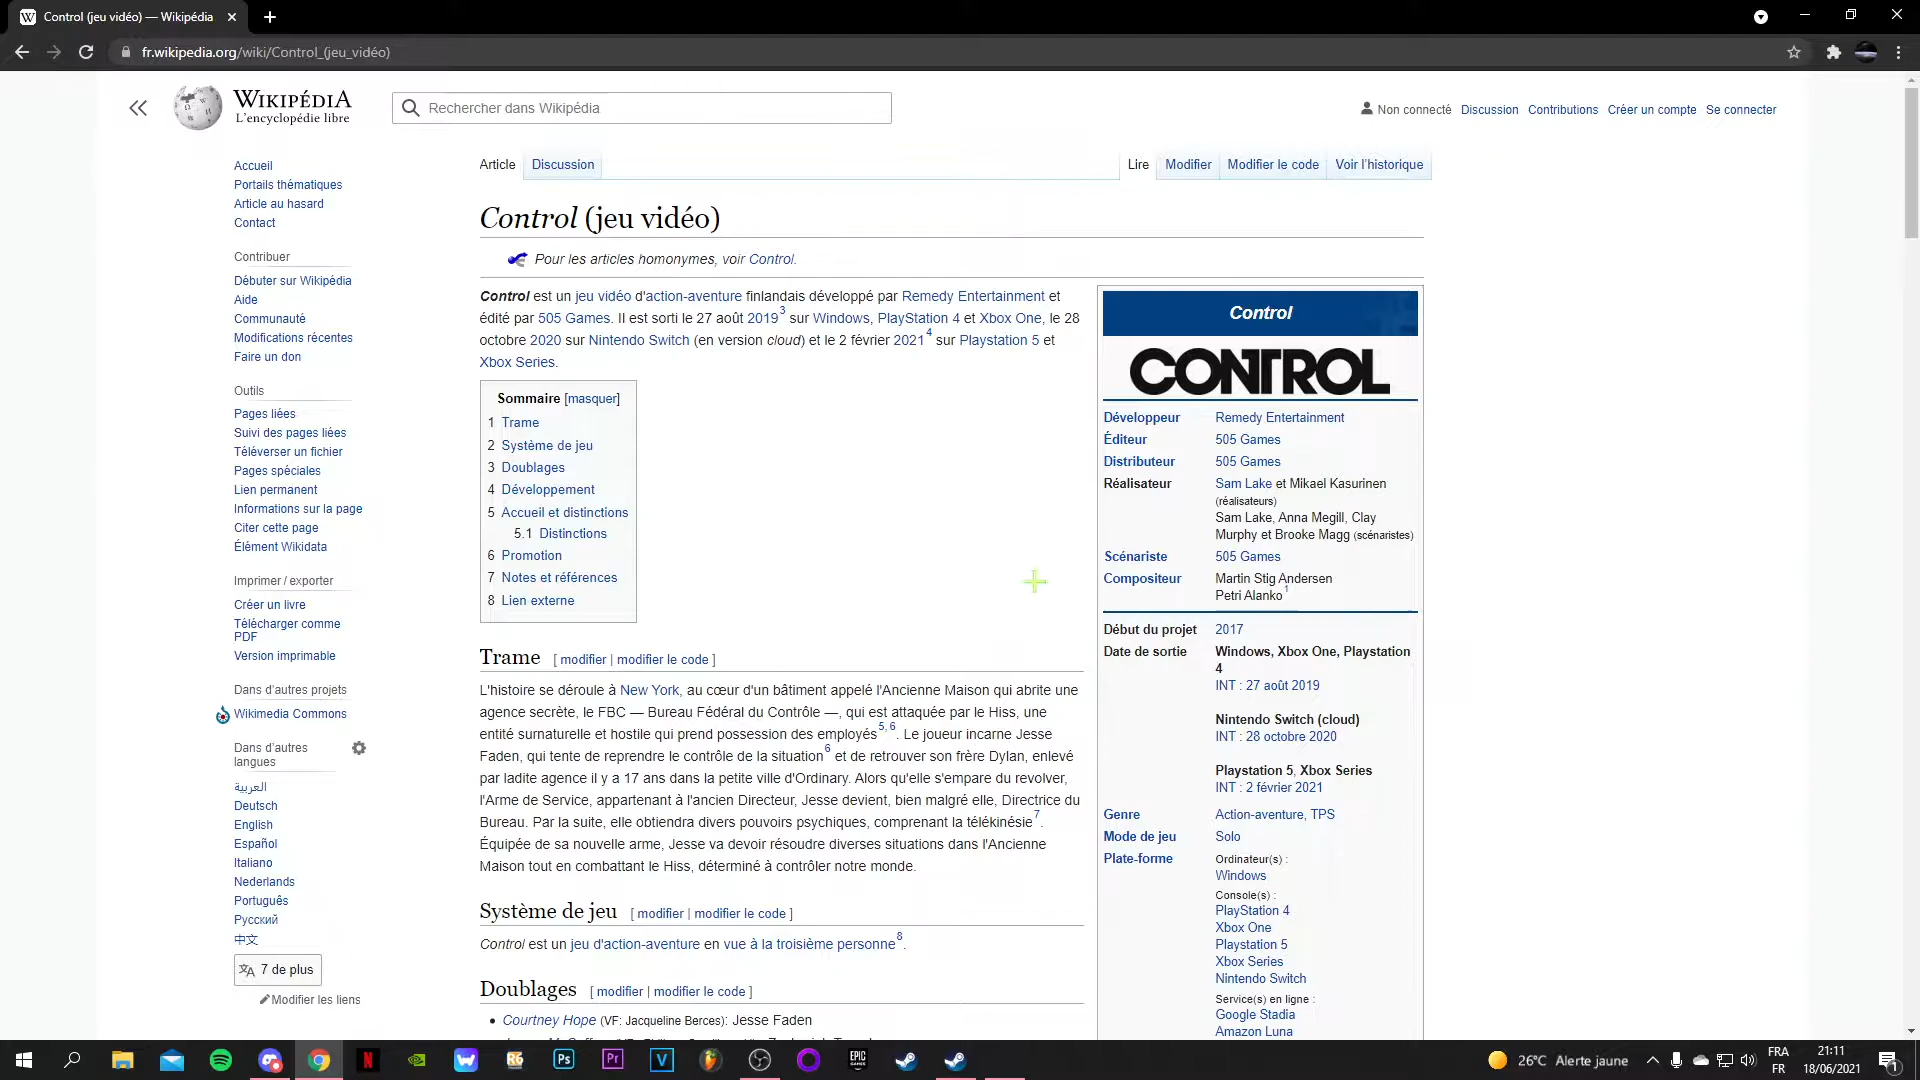 Control (jeu vidéo) — Wikipédia
fr.wikipedia.org/wiki/Control_(jeu_vidéo)
WIKIPÉDIA
L'encyclopédie libre
Rechercher dans Wikipédia
Non connecté Discussion Contributions Créer un compte Se connecter
Accueil
Portails thématiques
Article au hasard
Contact
Contribuer
Débuter sur Wikipédia
Aide
Communauté
Modifications récentes
Faire un don
Outils
Pages liées
Suivi des pages liées
Téléverser un fichier
Pages spéciales
Lien permanent
Informations sur la page
Citer cette page
Élément Wikidata
Imprimer / exporter
Créer un livre
Télécharger comme
PDF
Version imprimable
Dans d'autres projets
Wikimedia Commons
Dans d'autres
langues
العربية
Deutsch
English
Español
Italiano
Nederlands
Português
Русский
中文
7 de plus
Modifier les liens
Article Discussion Lire Modifier Modifier le code Voir l'historique
Control (jeu vidéo)
Pour les articles homonymes, voir Control.
Control est un jeu vidéo d'action-aventure finlandais développé par Remedy Entertainment et
édité par 505 Games. Il est sorti le 27 août 2019 3 sur Windows, PlayStation 4 et Xbox One, le 28
octobre 2020 sur Nintendo Switch (en version cloud) et le 2 février 2021 4 sur Playstation 5 et
Xbox Series.
Sommaire [masquer]
1 Trame
2 Système de jeu
3 Doublages
4 Développement
5 Accueil et distinctions
5.1 Distinctions
6 Promotion
7 Notes et références
8 Lien externe
Trame [ modifier | modifier le code ]
L'histoire se déroule à New York, au cœur d'un bâtiment appelé l'Ancienne Maison qui abrite une
agence secrète, le FBC — Bureau Fédéral du Contrôle —, qui est attaquée par le Hiss, une
entité surnaturelle et hostile qui prend possession des employés 5, 6. Le joueur incarne Jesse
Faden, qui tente de reprendre le contrôle de la situation 6 et de retrouver son frère Dylan, enlevé
par ladite agence il y a 17 ans dans la petite ville d'Ordinary. Alors qu'elle s'empare du revolver,
l'Arme de Service, appartenant à l'ancien Directeur, Jesse devient, bien malgré elle, Directrice du
Bureau. Par la suite, elle obtiendra divers pouvoirs psychiques, comprenant la télékinésie 7.
Équipée de sa nouvelle arme, Jesse va devoir résoudre diverses situations dans l'Ancienne
Maison tout en combattant le Hiss, déterminé à contrôler notre monde.
Système de jeu [ modifier | modifier le code ]
Control est un jeu d'action-aventure en vue à la troisième personne 8.
Doublages [ modifier | modifier le code ]
• Courtney Hope (VF: Jacqueline Berces): Jesse Faden
Control
CONTROL
Développeur Remedy Entertainment
Éditeur 505 Games
Distributeur 505 Games
Réalisateur Sam Lake et Mikael Kasurinen
(réalisateurs)
Sam Lake, Anna Megill, Clay
Murphy et Brooke Magg (scénaristes)
Scénariste 505 Games
Compositeur Martin Stig Andersen
Petri Alanko 1
Début du projet 2017
Date de sortie Windows, Xbox One, Playstation
4
INT : 27 août 2019
Nintendo Switch (cloud)
INT : 28 octobre 2020
Playstation 5, Xbox Series
INT : 2 février 2021
Genre Action-aventure, TPS
Mode de jeu Solo
Plate-forme Ordinateur(s) :
Windows
Console(s) :
PlayStation 4
Xbox One
Playstation 5
Xbox Series
Nintendo Switch
Service(s) en ligne :
Google Stadia
Amazon Luna
N R6 Ps Pr V EPIC GAMES
26°C Alerte jaune
FRA
FR
21:11
18/06/2021
1